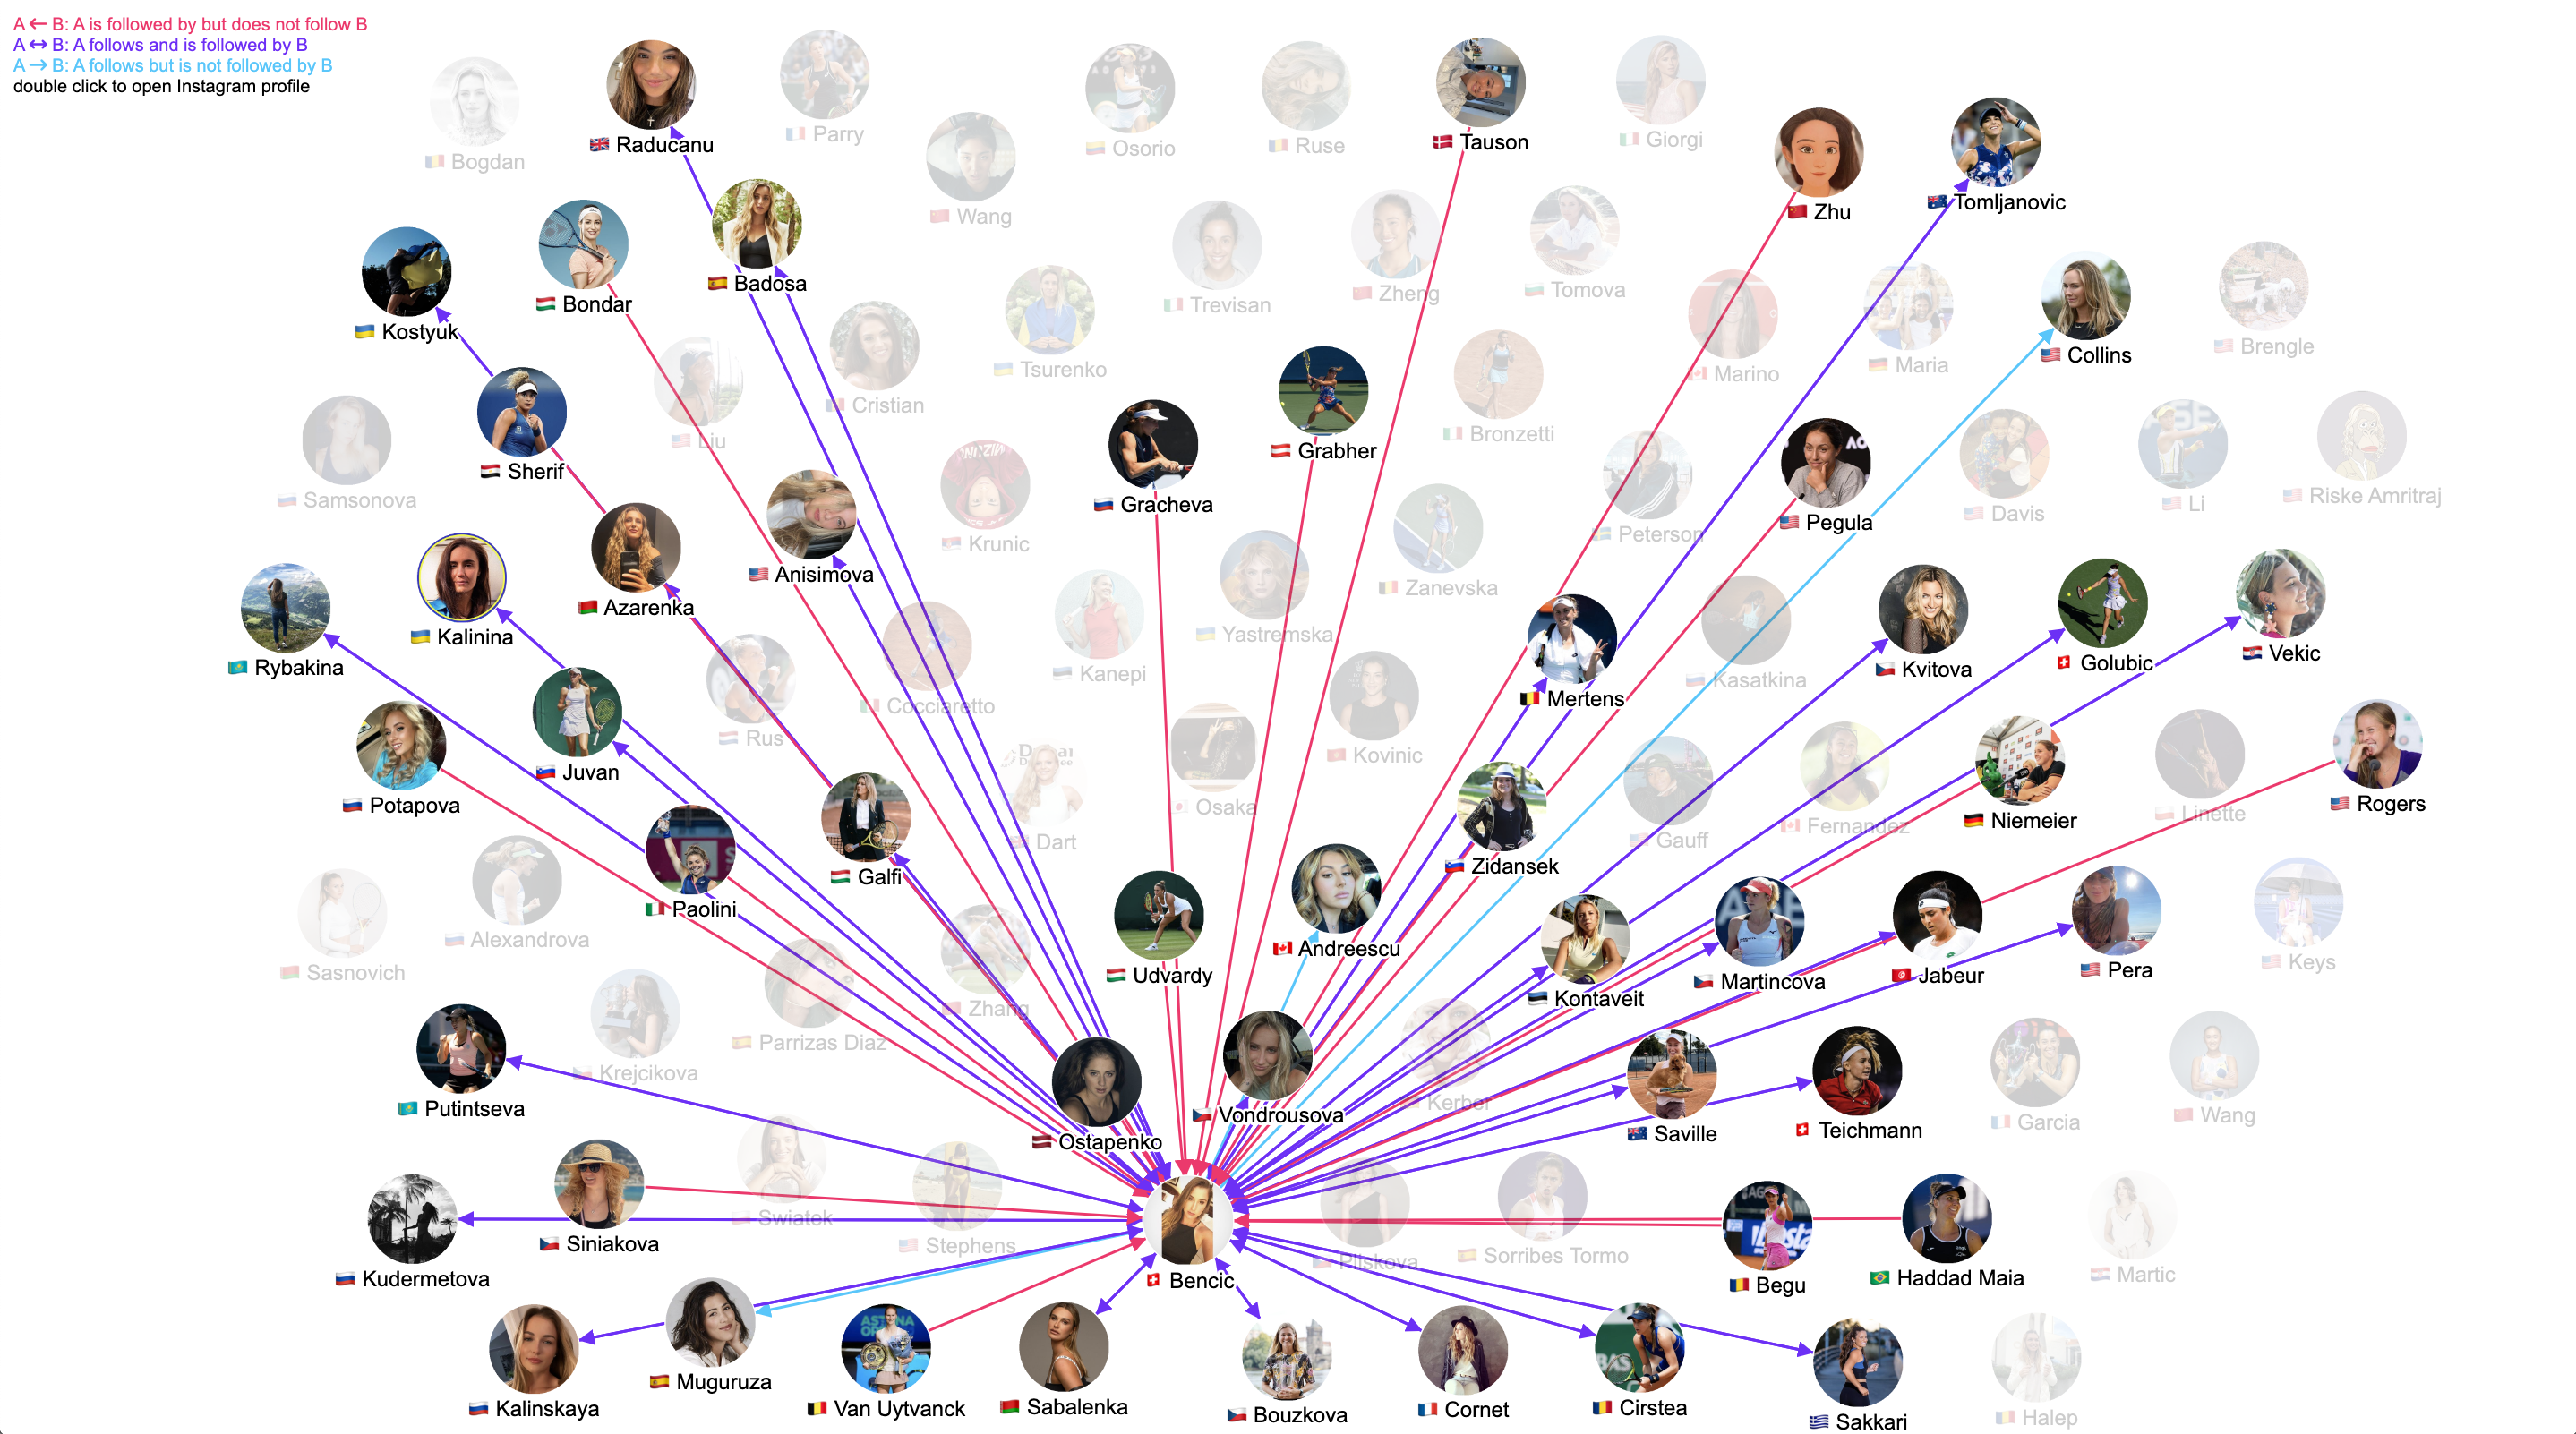 A ← B: A is followed by but does not follow B
A ↔ B: A follows and is followed by B
A → B: A follows but is not followed by B
double click to open Instagram profile
Bogdan
Raducanu
Parry
Wang
Osorio
Ruse
Tauson
Giorgi
Zhu
Tomljanovic
Kostyuk
Bondar
Badosa
Liu
Cristian
Tsurenko
Trevisan
Zheng
Tomova
Marino
Maria
Collins
Brengle
Samsonova
Sherif
Azarenka
Anisimova
Krunic
Gracheva
Grabher
Bronzetti
Peterson
Pegula
Davis
Li
Riske Amritraj
Rybakina
Kalinina
Juvan
Rus
Cocciaretto
Kanepi
Yastremska
Zanevska
Mertens
Kasatkina
Kvitova
Golubic
Vekic
Potapova
Paolini
Galfi
Dart
Osaka
Kovinic
Zidansek
Gauff
Fernandez
Niemeier
Linette
Rogers
Sasnovich
Alexandrova
Krejcikova
Parrizas Diaz
Zhang
Udvardy
Andreescu
Kontaveit
Martincova
Jabeur
Pera
Keys
Putintseva
Ostapenko
Vondrousova
Kerber
Saville
Teichmann
Garcia
Wang
Kudermetova
Siniakova
Swiatek
Stephens
Bencic
Pliskova
Sorribes Tormo
Begu
Haddad Maia
Martic
Kalinskaya
Muguruza
Van Uytvanck
Sabalenka
Bouzkova
Cornet
Cirstea
Sakkari
Halep